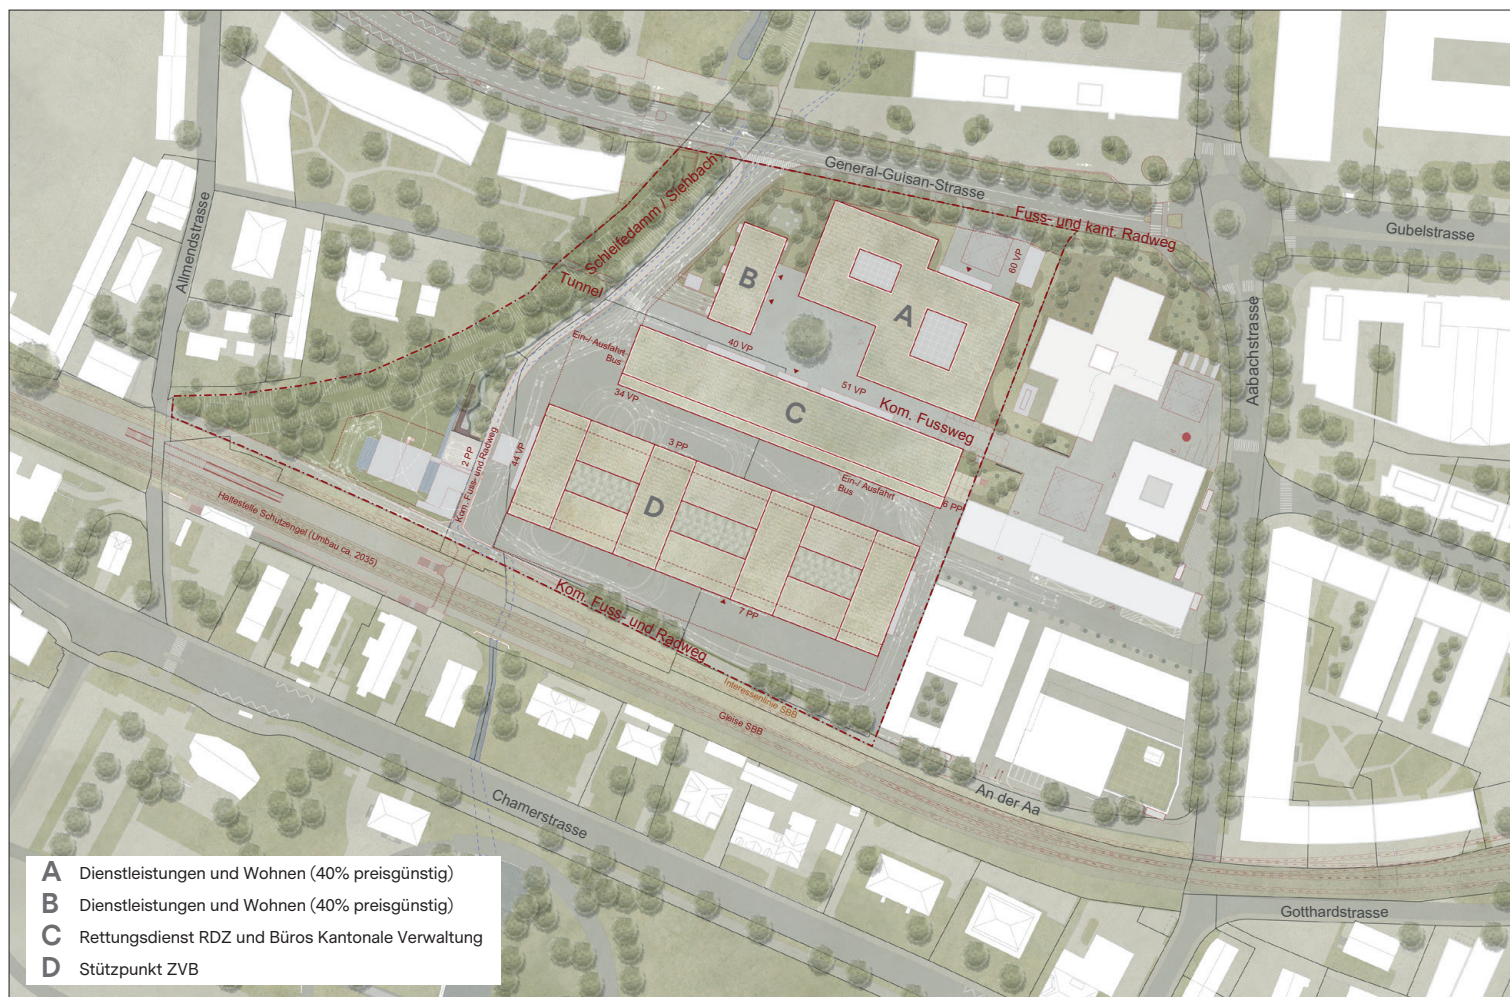 General-Guisan-Strasse
Fuss- und kant. Radweg
Gubelstrasse
Allmendstrasse
Schleifedamm / Siehbach
Tunnel
60 VP
B
A
Aabachstrasse
Ein-/ Ausfahrt
Bus
40 VP
51 VP
Kom. Fussweg
34 VP
C
3 PP
44 VP
2 PP
Kom. Fuss- und Radweg
Ein-/ Ausfahrt
Bus
6 PP
D
Haltestelle Schutzengel (Umbau ca. 2035)
Kom. Fuss- und Radweg
7 PP
Interessenlinie SBB
Gleise SBB
An der Aa
Chamerstrasse
Gotthardstrasse
A Dienstleistungen und Wohnen (40% preisgünstig)
B Dienstleistungen und Wohnen (40% preisgünstig)
C Rettungsdienst RDZ und Büros Kantonale Verwaltung
D Stützpunkt ZVB